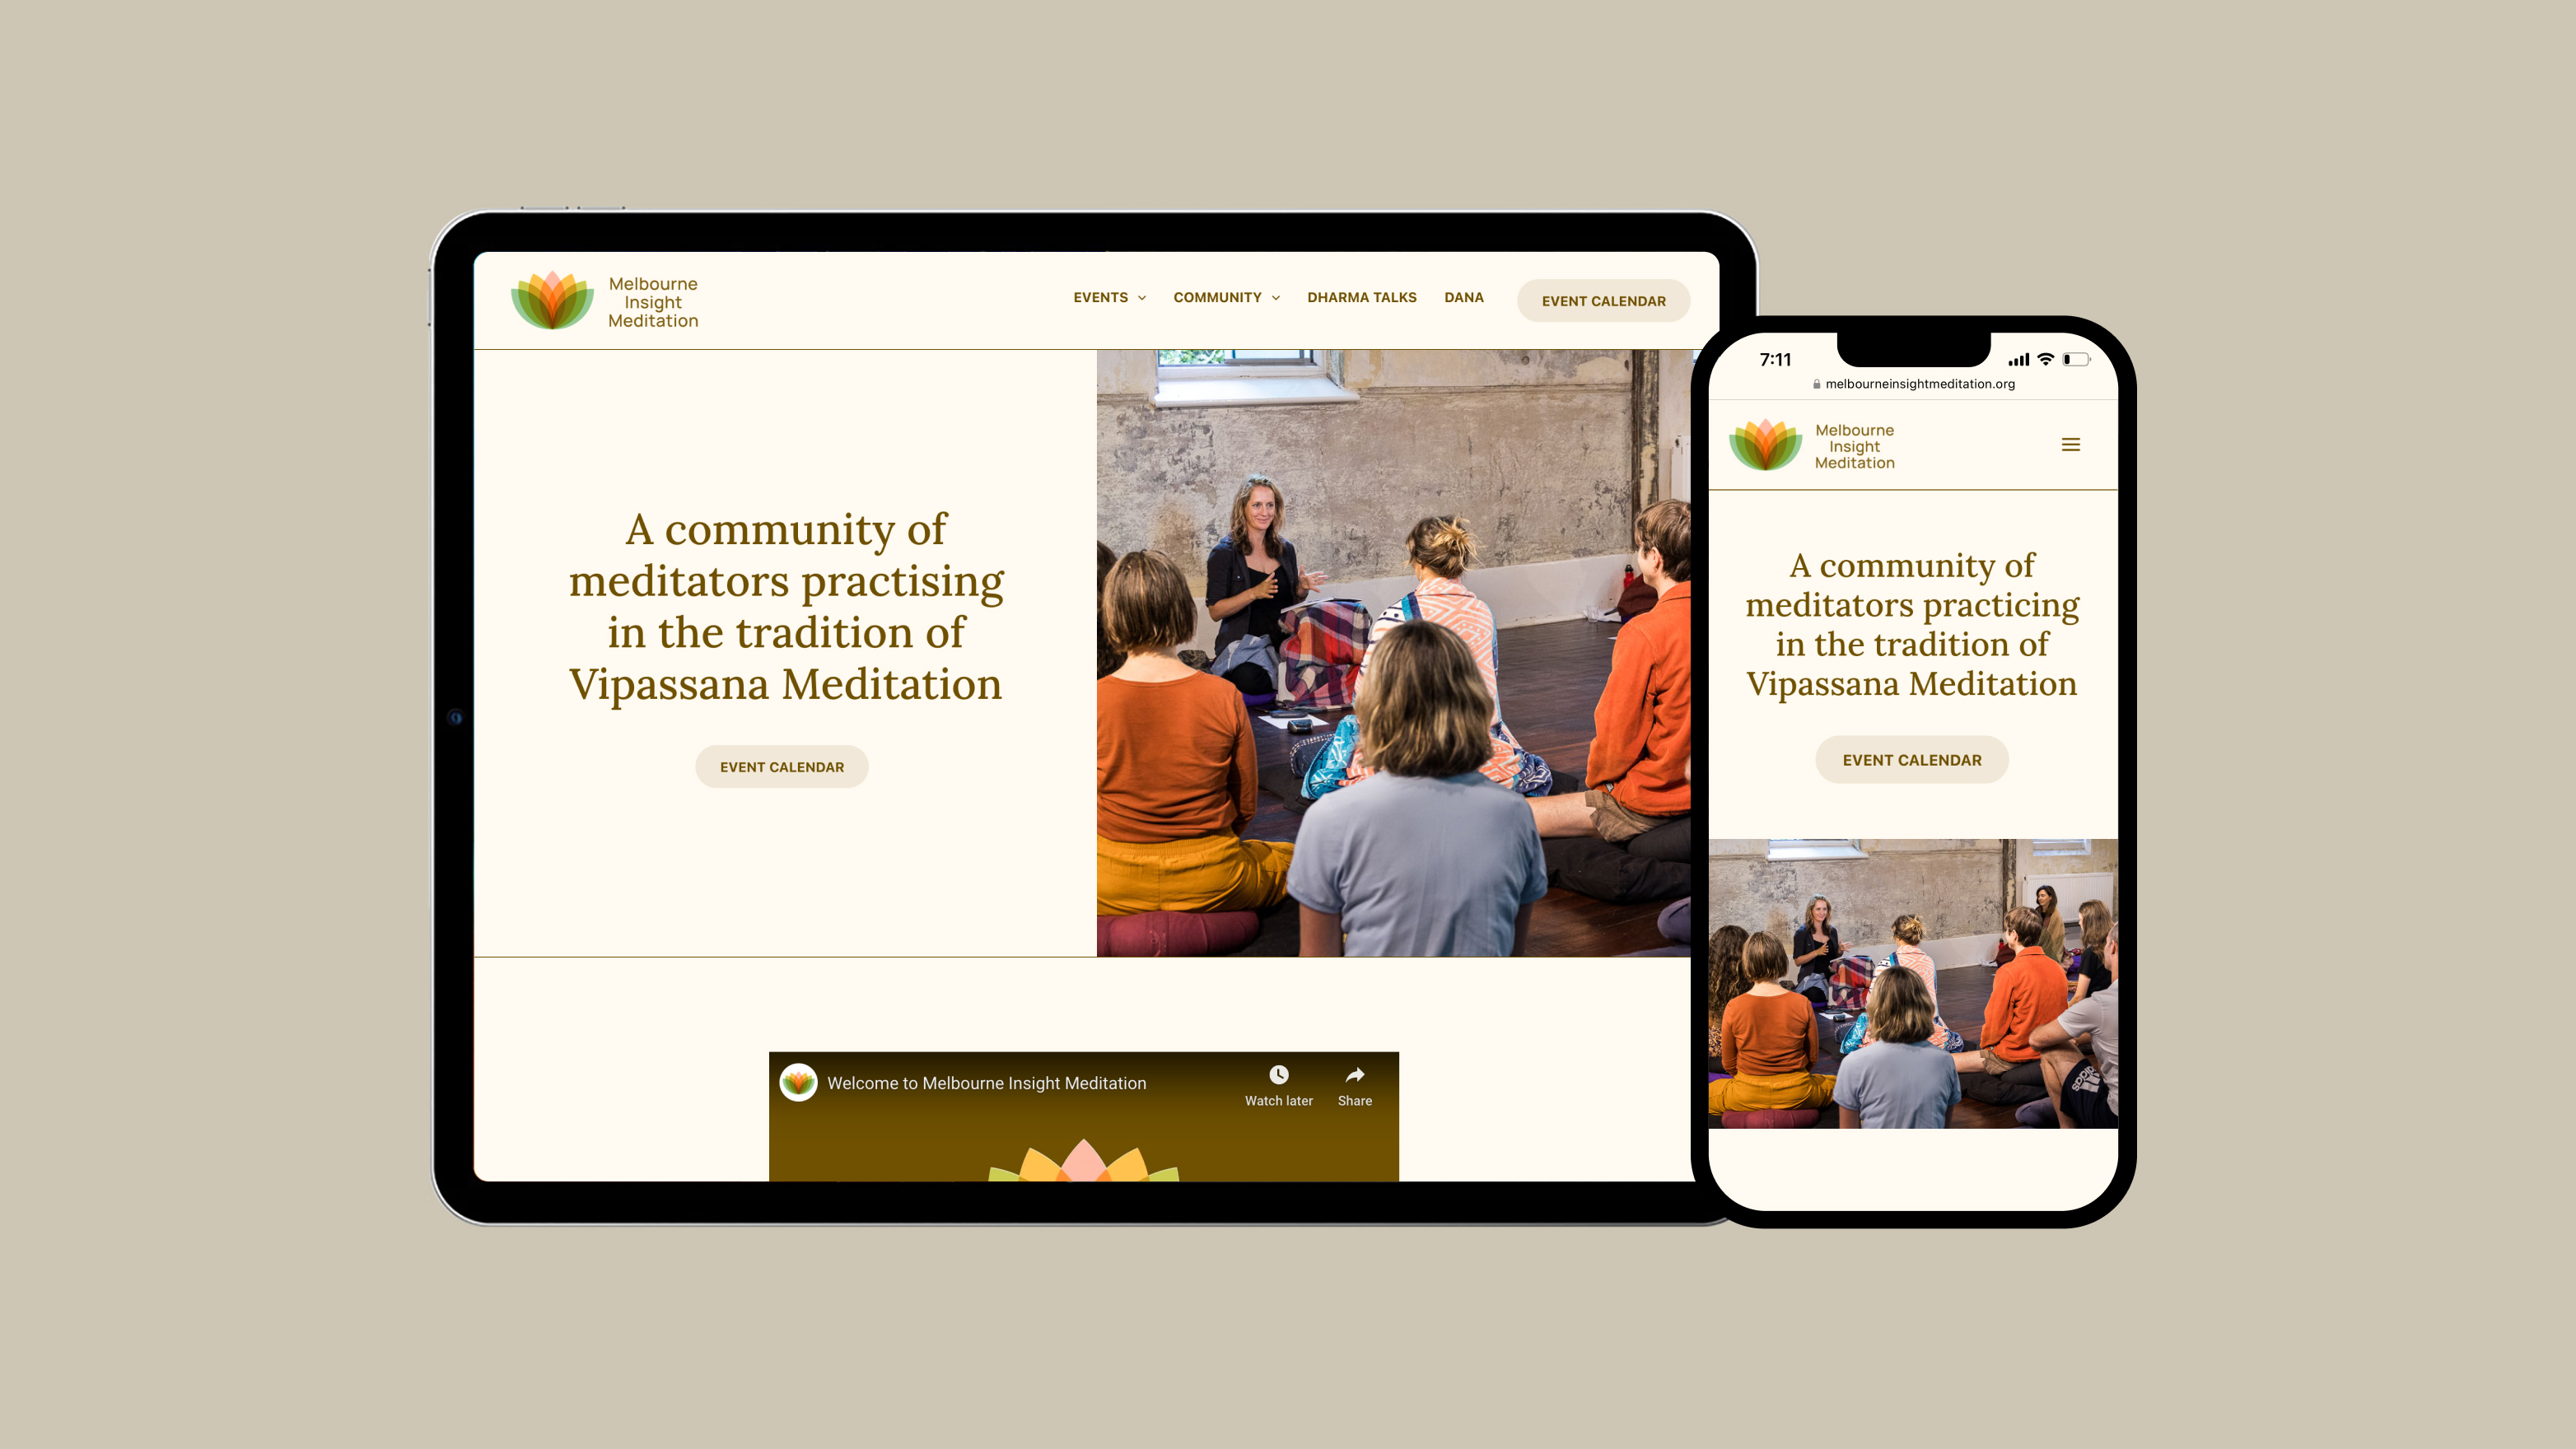 Melbourne
Insight
Meditation
EVENTS
COMMUNITY
DHARMA TALKS
DANA
EVENT CALENDAR
A community of
meditators practising
in the tradition of
Vipassana Meditation
EVENT CALENDAR
Welcome to Melbourne Insight Meditation
Watch later
Share
7:11
melbourneinsightmeditation.org
Melbourne
Insight
Meditation
A community of
meditators practicing
in the tradition of
Vipassana Meditation
EVENT CALENDAR
adidas